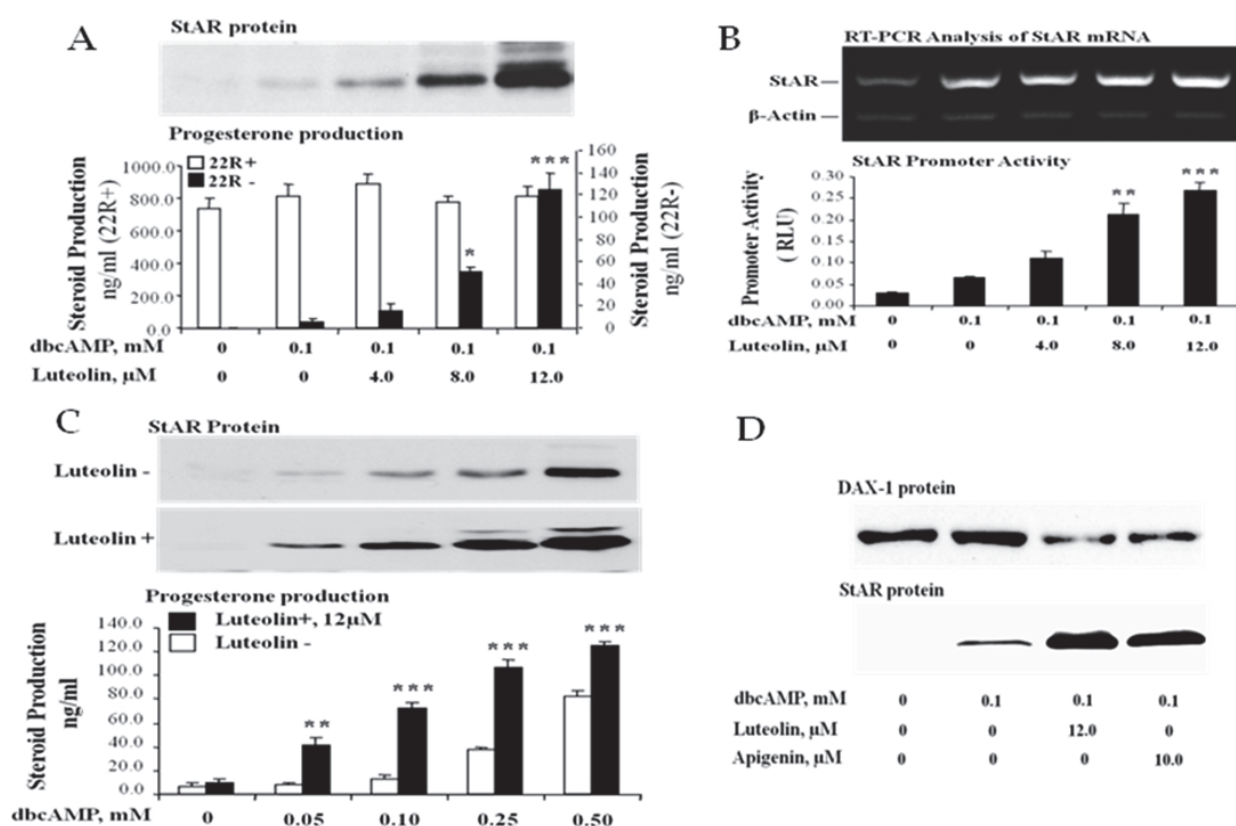 A
StAR protein
Progesterone production
22R+
22R -
Steroid Production
ng/ml (22R+)
1000.0
800.0
600.0
400.0
200.0
0.0
***
*
160
140
120
100
80
60
40
20
0
Steroid Production
ng/ml (22R-)
dbcAMP, mM 0 0.1 0.1 0.1 0.1
Luteolin, µM 0 0 4.0 8.0 12.0
B
RT-PCR Analysis of StAR mRNA
StAR
β-Actin
StAR Promoter Activity
Promoter Activity
( RLU)
0.30
0.25
0.20
0.15
0.10
0.05
0.00
**
***
dbcAMP, mM 0 0.1 0.1 0.1 0.1
Luteolin, µM 0 0 4.0 8.0 12.0
C
StAR Protein
Luteolin -
Luteolin +
Progesterone production
Luteolin+, 12µM
Luteolin -
Steroid Production
ng/ml
140.0
120.0
100.0
80.0
60.0
40.0
20.0
0.0
**
***
***
***
dbcAMP, mM 0 0.05 0.10 0.25 0.50
D
DAX-1 protein
StAR protein
dbcAMP, mM 0 0.1 0.1 0.1
Luteolin, µM 0 0 12.0 0
Apigenin, µM 0 0 0 10.0